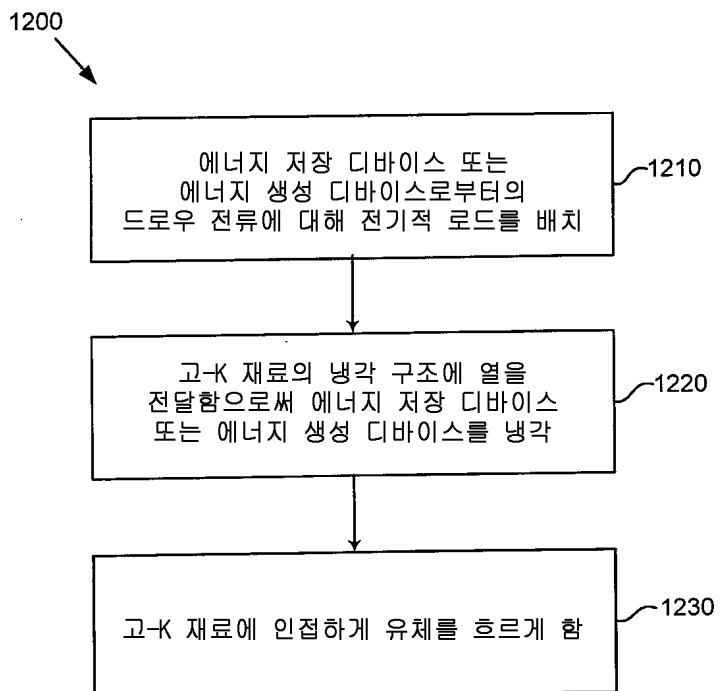 1200
에너지 저장 디바이스 또는
에너지 생성 디바이스로부터의
드로우 전류에 대해 전기적 로드를 배치
1210
고-K 재료의 냉각 구조에 열을
전달함으로써 에너지 저장 디바이스
또는 에너지 생성 디바이스를 냉각
1220
고-K 재료에 인접하게 유체를 흐르게 함
1230